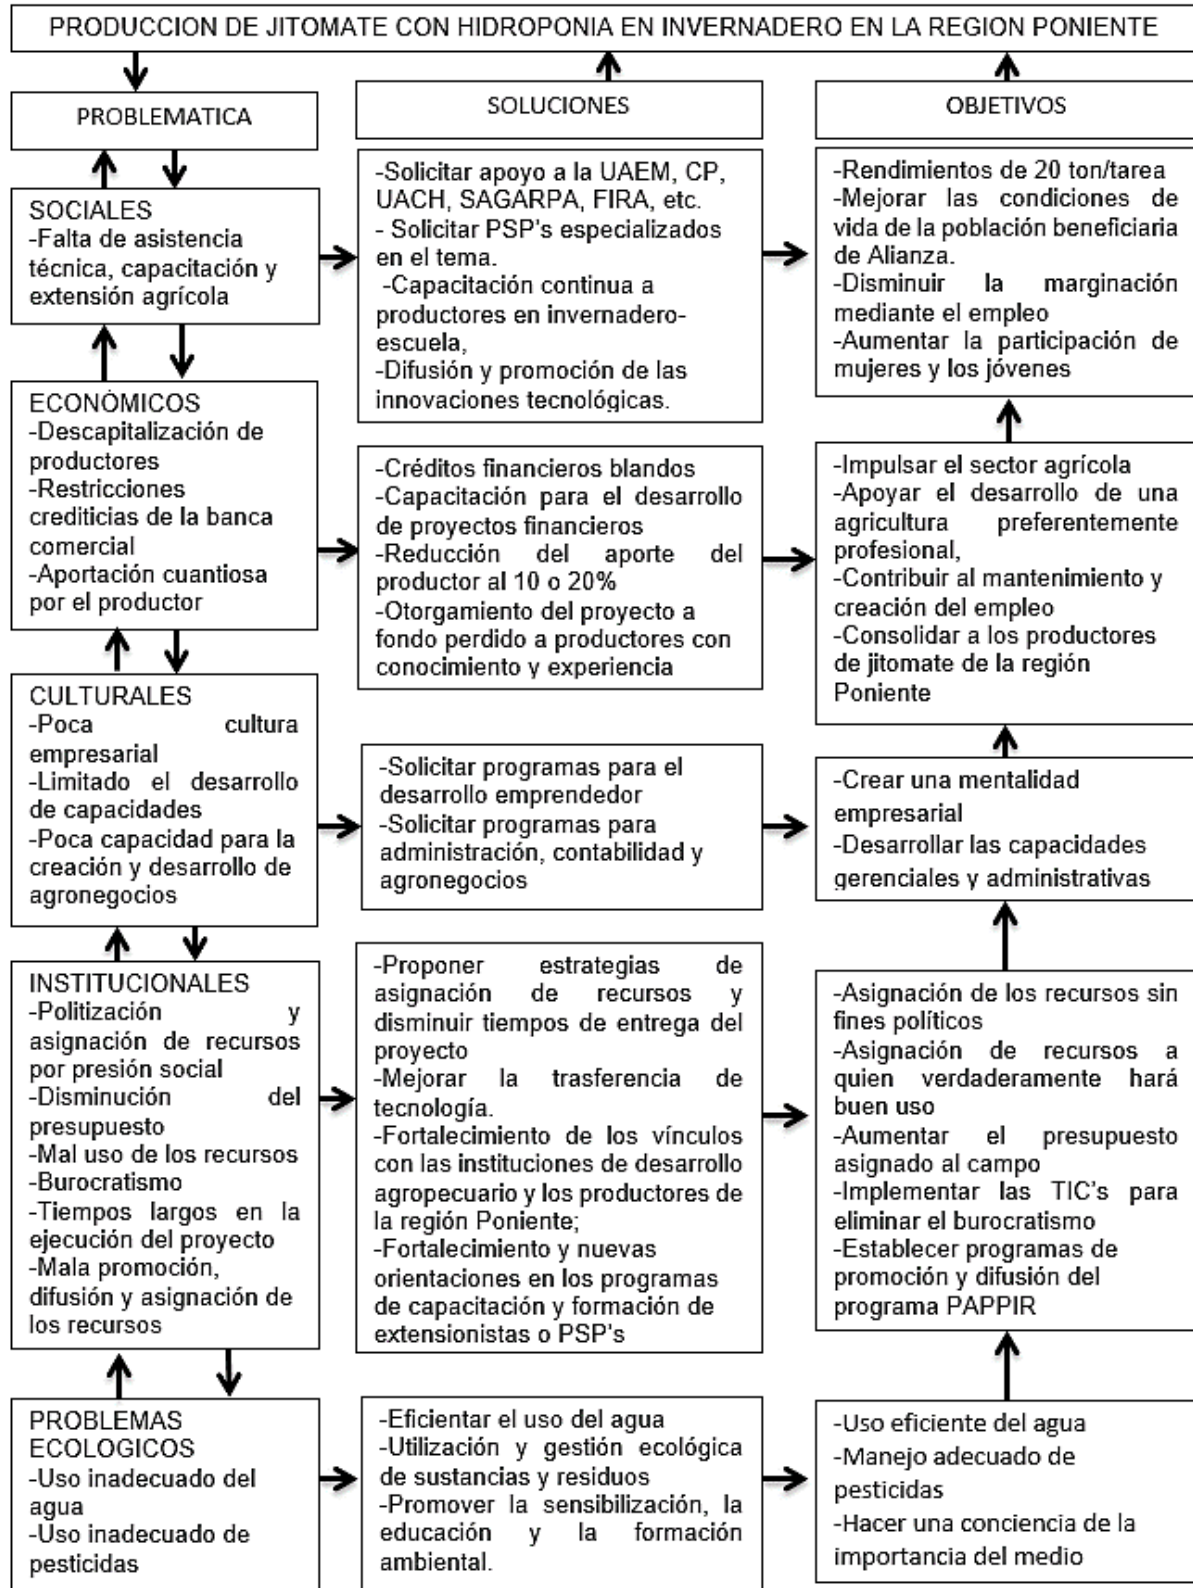 PRODUCCION DE JITOMATE CON HIDROPONIA EN INVERNADERO EN LA REGION PONIENTE
PROBLEMATICA
SOLUCIONES
OBJETIVOS
SOCIALES
-Falta de asistencia
técnica, capacitación y
extensión agrícola
-Solicitar apoyo a la UAEM, CP,
UACH, SAGARPA, FIRA, etc.
- Solicitar PSP's especializados
en el tema.
-Capacitación continua a
productores en invernadero-
escuela,
-Difusión y promoción de las
innovaciones tecnológicas.
-Rendimientos de 20 ton/tarea
-Mejorar las condiciones de
vida de la población beneficiaria
de Alianza.
-Disminuir la marginación
mediante el empleo
-Aumentar la participación de
mujeres y los jóvenes
ECONÓMICOS
-Descapitalización de
productores
-Restricciones
crediticias de la banca
comercial
-Aportación cuantiosa
por el productor
-Créditos financieros blandos
-Capacitación para el desarrollo
de proyectos financieros
-Reducción del aporte del
productor al 10 o 20%
-Otorgamiento del proyecto a
fondo perdido a productores con
conocimiento y experiencia
-Impulsar el sector agrícola
-Apoyar el desarrollo de una
agricultura preferentemente
profesional,
-Contribuir al mantenimiento y
creación del empleo
-Consolidar a los productores
de jitomate de la región
Poniente
CULTURALES
-Poca cultura
empresarial
-Limitado el desarrollo
de capacidades
-Poca capacidad para la
creación y desarrollo de
agronegocios
-Solicitar programas para el
desarrollo emprendedor
-Solicitar programas para
administración, contabilidad y
agronegocios
-Crear una mentalidad
empresarial
-Desarrollar las capacidades
gerenciales y administrativas
INSTITUCIONALES
-Politización y
asignación de recursos
por presión social
-Disminución del
presupuesto
-Mal uso de los recursos
-Burocratismo
-Tiempos largos en la
ejecución del proyecto
-Mala promoción,
difusión y asignación de
los recursos
-Proponer estrategias de
asignación de recursos y
disminuir tiempos de entrega del
proyecto
-Mejorar la trasferencia de
tecnología.
-Fortalecimiento de los vínculos
con las instituciones de desarrollo
agropecuario y los productores de
la región Poniente;
-Fortalecimiento y nuevas
orientaciones en los programas
de capacitación y formación de
extensionistas o PSP's
-Asignación de los recursos sin
fines políticos
-Asignación de recursos a
quien verdaderamente hará
buen uso
-Aumentar el presupuesto
asignado al campo
-Implementar las TIC's para
eliminar el burocratismo
-Establecer programas de
promoción y difusión del
programa PAPPIR
PROBLEMAS
ECOLOGICOS
-Uso inadecuado del
agua
-Uso inadecuado de
pesticidas
-Eficientar el uso del agua
-Utilización y gestión ecológica
de sustancias y residuos
-Promover la sensibilización, la
educación y la formación
ambiental.
-Uso eficiente del agua
-Manejo adecuado de
pesticidas
-Hacer una conciencia de la
importancia del medio